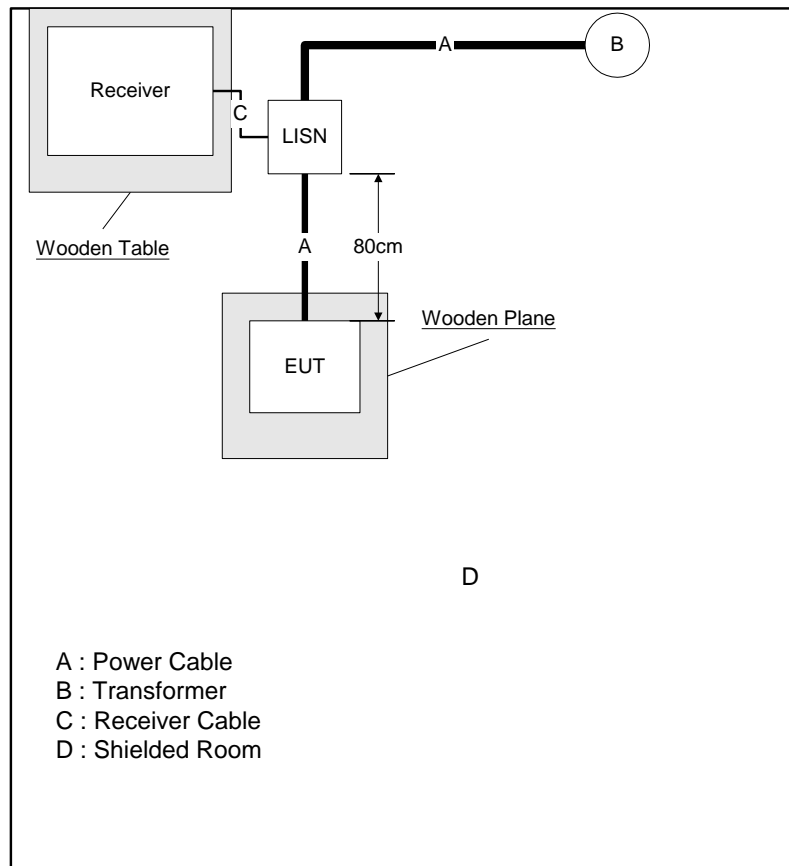 Receiver
A
B
C
LISN
Wooden Table
A
80cm
Wooden Plane
EUT
D
A : Power Cable
B : Transformer
C : Receiver Cable
D : Shielded Room